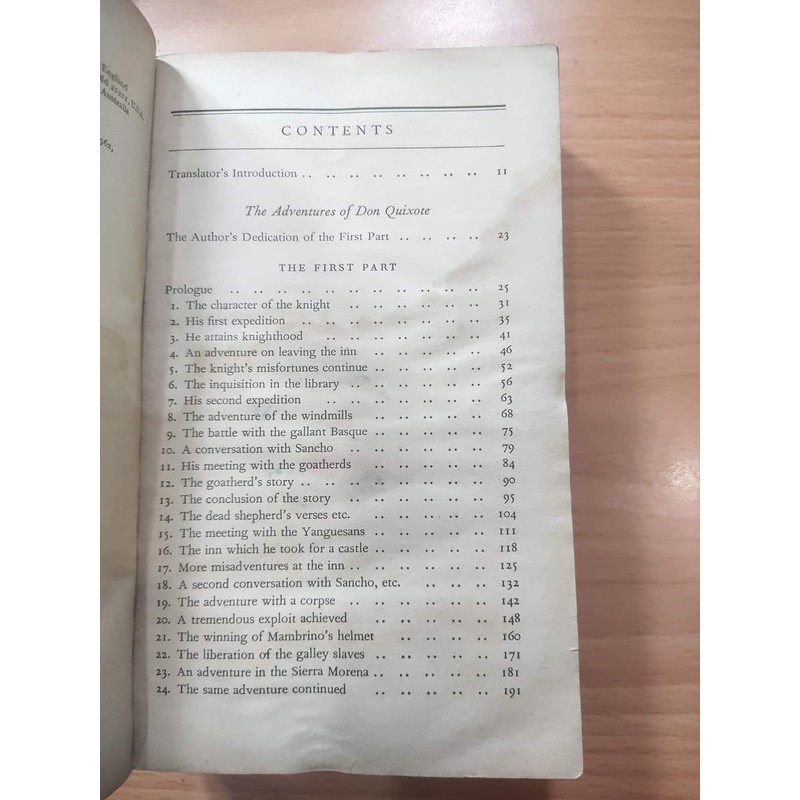 England
21211, USA.
Australia
CONTENTS
Translator's Introduction .. .. .. .. .. .. .. 11
The Adventures of Don Quixote
The Author's Dedication of the First Part .. .. .. .. 23
THE FIRST PART
Prologue .. .. .. .. .. .. .. .. .. .. 25
1. The character of the knight .. .. .. .. .. .. 31
2. His first expedition .. .. .. .. .. .. .. 35
3. He attains knighthood .. .. .. .. .. .. 41
4. An adventure on leaving the inn .. .. .. .. .. 46
5. The knight's misfortunes continue .. .. .. .. .. 52
6. The inquisition in the library .. .. .. .. .. .. 56
7. His second expedition .. .. .. .. .. .. 63
8. The adventure of the windmills .. .. .. .. .. 68
9. The battle with the gallant Basque .. .. .. .. .. 75
10. A conversation with Sancho .. .. .. .. .. .. 79
11. His meeting with the goatherds .. .. .. .. .. 84
12. The goatherd's story .. .. .. .. .. .. .. 90
13. The conclusion of the story .. .. .. .. .. .. 95
14. The dead shepherd's verses etc. .. .. .. .. .. 104
15. The meeting with the Yanguesans .. .. .. .. .. 111
16. The inn which he took for a castle .. .. .. .. .. 118
17. More misadventures at the inn .. .. .. .. .. .. 125
18. A second conversation with Sancho, etc. .. .. .. 132
19. The adventure with a corpse .. .. .. .. .. .. 142
20. A tremendous exploit achieved .. .. .. .. .. 148
21. The winning of Mambrino's helmet .. .. .. .. 160
22. The liberation of the galley slaves .. .. .. .. .. 171
23. An adventure in the Sierra Morena .. .. .. .. .. 181
24. The same adventure continued .. .. .. .. .. 191